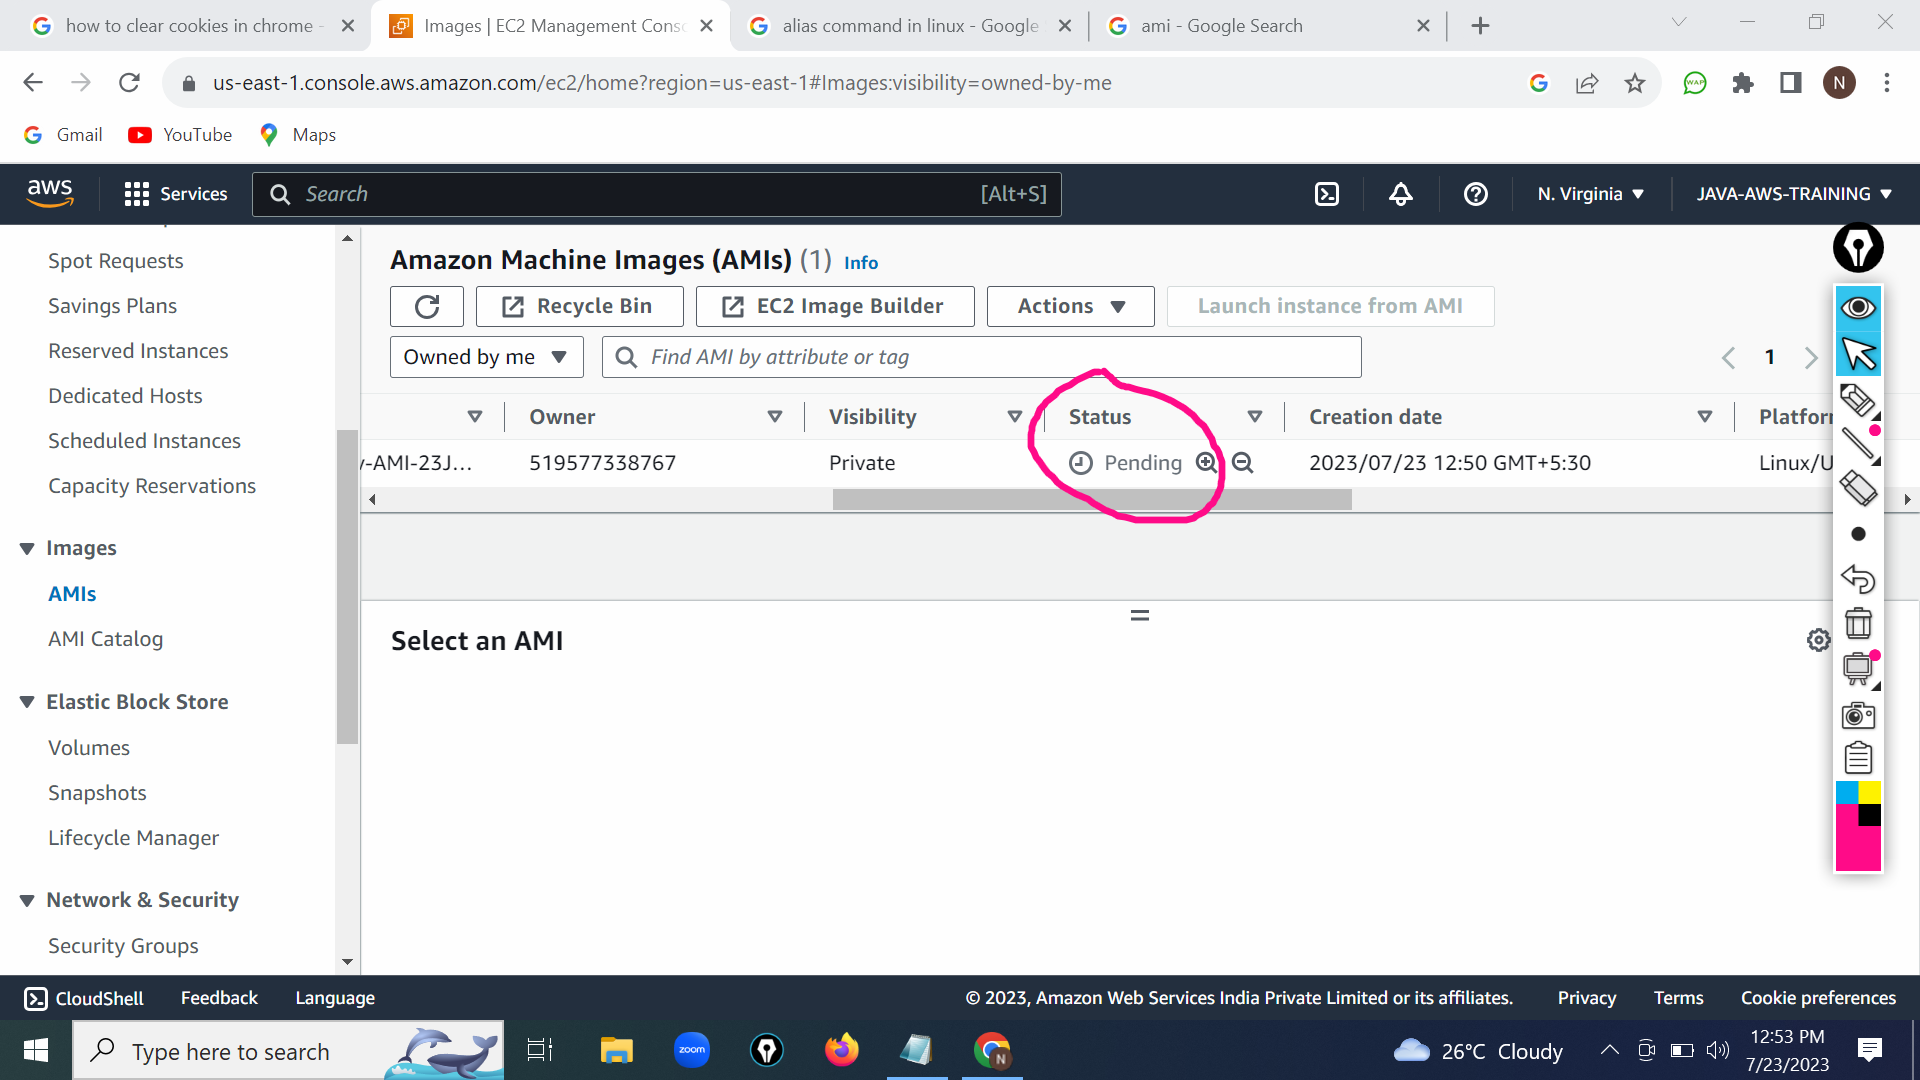 how to clear cookies in chrome -
Images | EC2 Management Conso
alias command in linux - Google
ami - Google Search
us-east-1.console.aws.amazon.com/ec2/home?region=us-east-1#Images:visibility=owned-by-me
N
Gmail
YouTube
Maps
aws
Services
Search
[Alt+S]
N. Virginia
JAVA-AWS-TRAINING
Spot Requests
Savings Plans
Reserved Instances
Dedicated Hosts
Scheduled Instances
Capacity Reservations
Images
AMIs
AMI Catalog
Elastic Block Store
Volumes
Snapshots
Lifecycle Manager
Network & Security
Security Groups
Amazon Machine Images (AMIs) (1) Info
Recycle Bin
EC2 Image Builder
Actions
Launch instance from AMI
Owned by me
Find AMI by attribute or tag
1
Owner
Visibility
Status
Creation date
Platfor
-AMI-23J...
519577338767
Private
Pending
2023/07/23 12:50 GMT+5:30
Linux/U
Select an AMI
CloudShell
Feedback
Language
© 2023, Amazon Web Services India Private Limited or its affiliates.
Privacy
Terms
Cookie preferences
Type here to search
zoom
N
26°C Cloudy
12:53 PM
7/23/2023